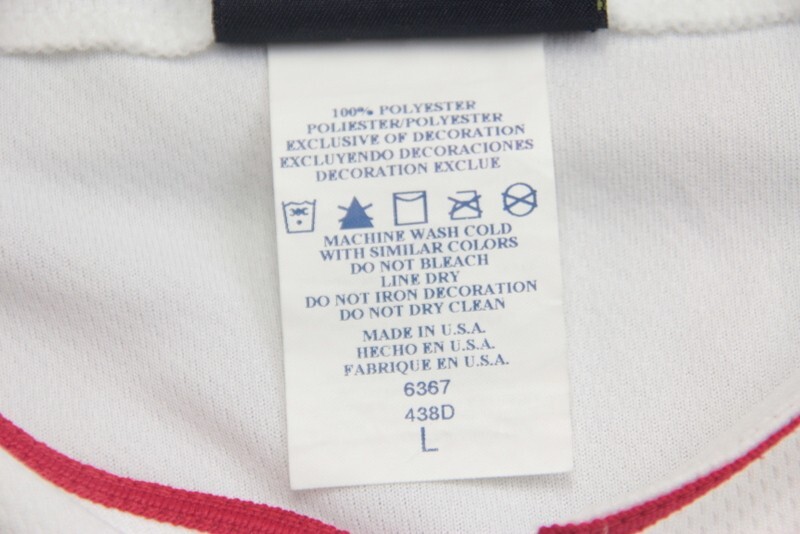 100% POLYESTER
POLIESTER/POLYESTER
EXCLUSIVE OF DECORATION
EXCLUYENDO DECORACIONES
DECORATION EXCLUE
MACHINE WASH COLD
WITH SIMILAR COLORS
DO NOT BLEACH
LINE DRY
DO NOT IRON DECORATION
DO NOT DRY CLEAN
MADE IN U.S.A.
HECHO EN U.S.A.
FABRIQUE EN U.S.A.
6367
438D
L